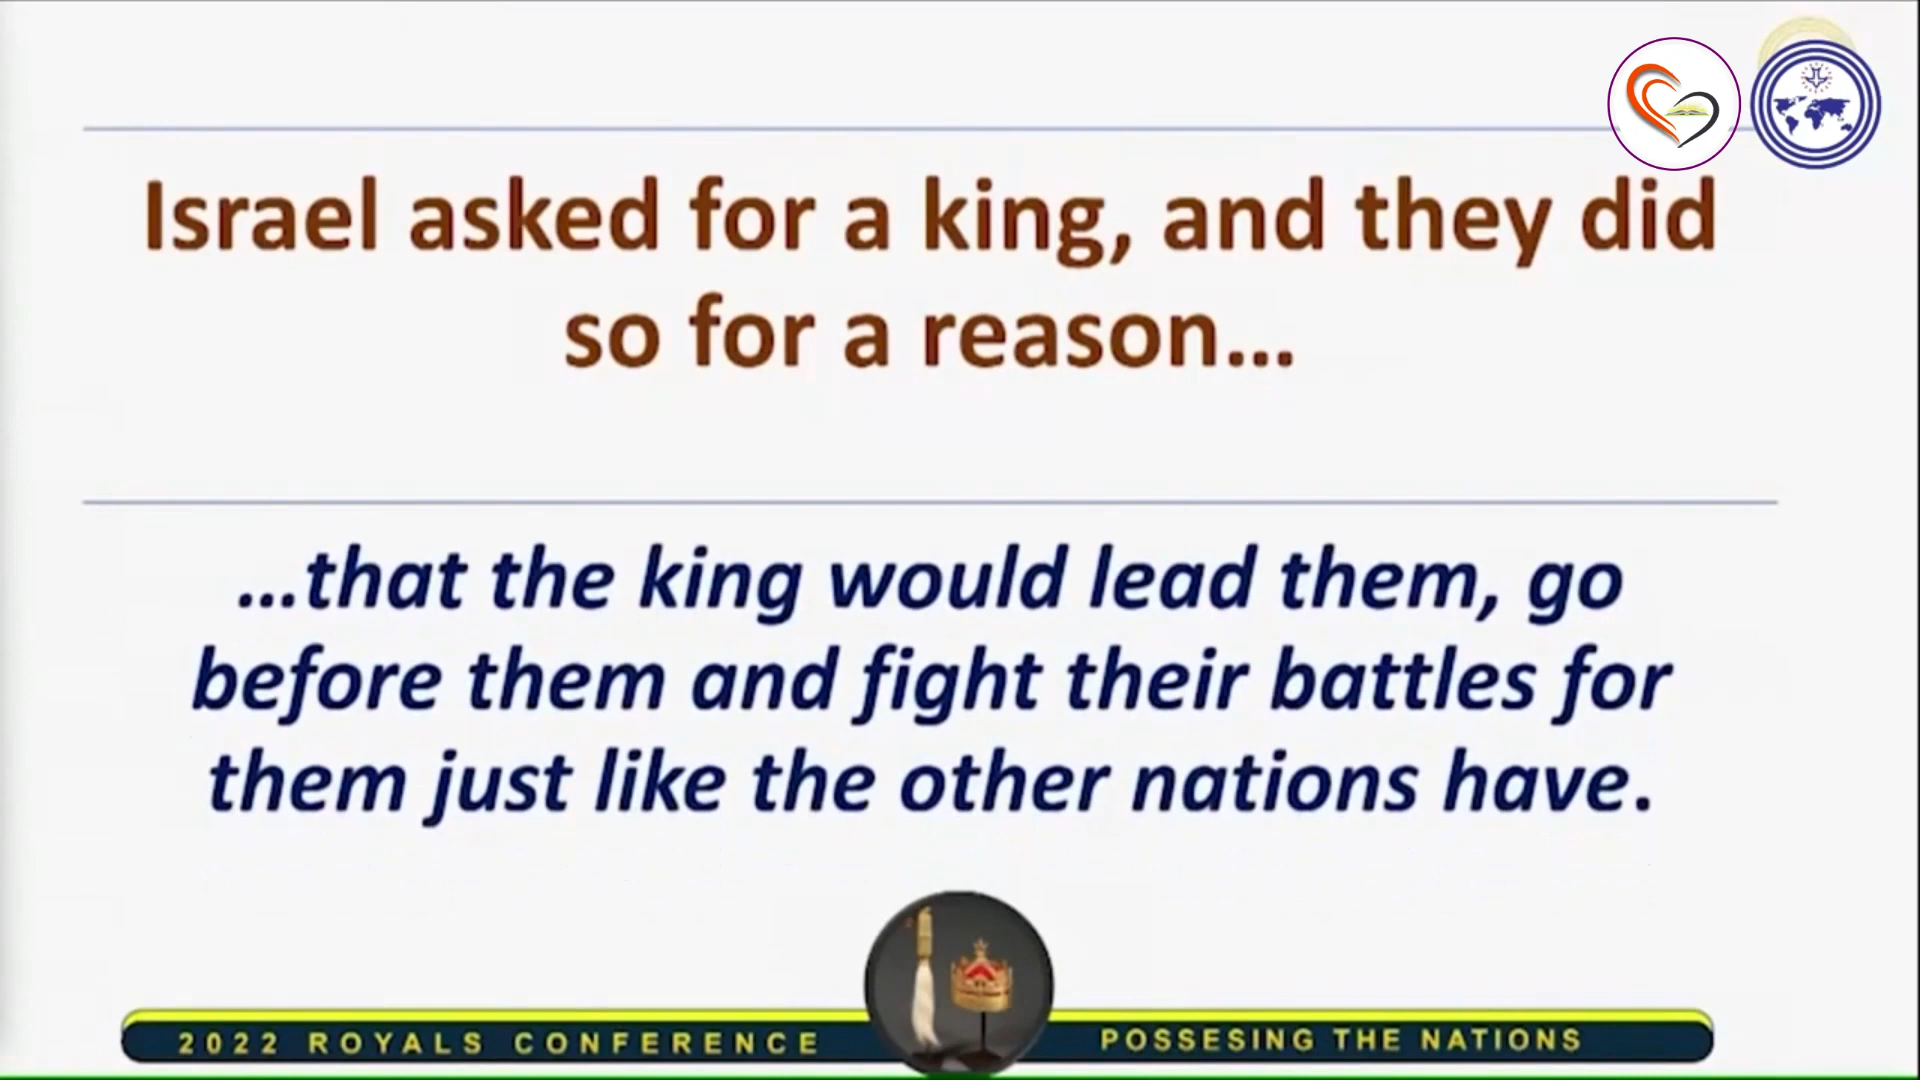 Israel asked for a king, and they did
so for a reason...
...that the king would lead them, go
before them and fight their battles for
them just like the other nations have.
2022 ROYALS CONFERENCE
POSSESING THE NATIONS